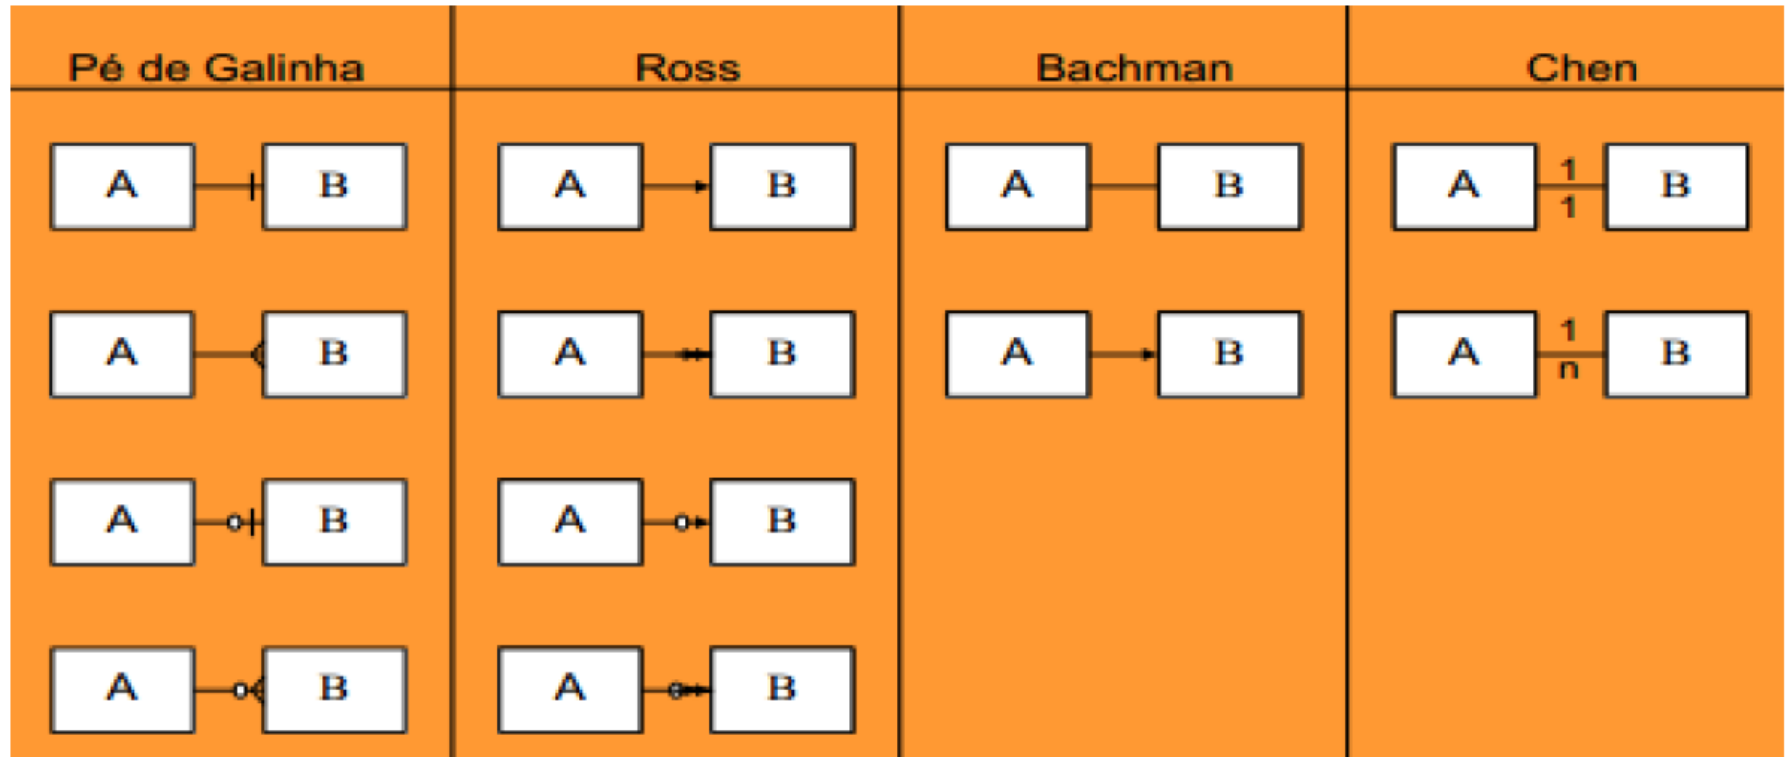 Pé de Galinha Ross Bachman Chen
A B A B A B A 1 1 B
A B A B A B A 1 n B
A B A B
A B A B